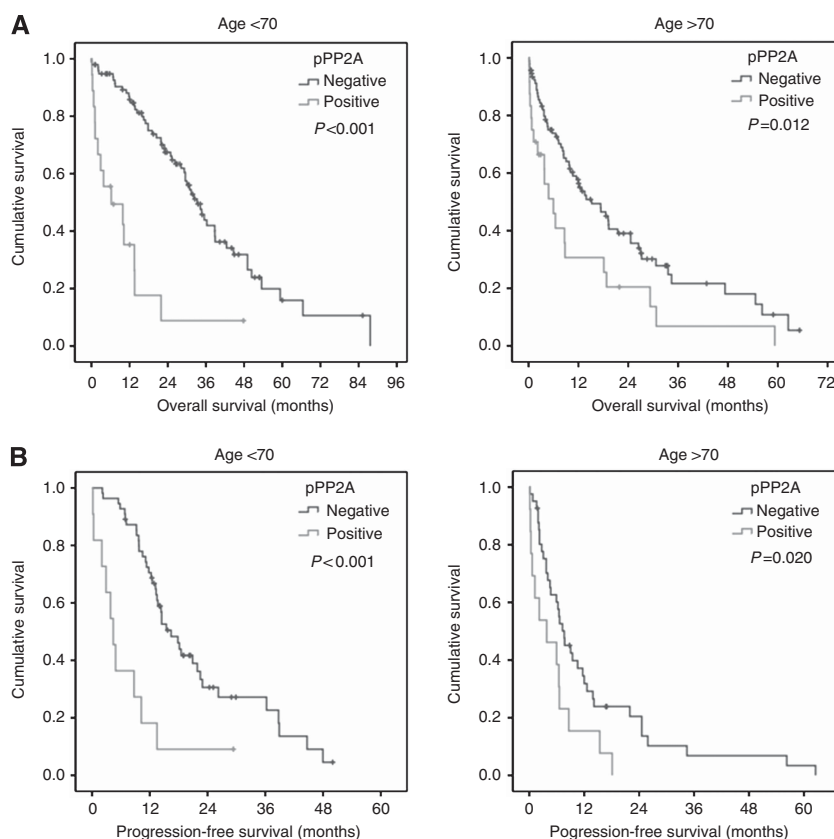 A
Age <70
pPP2A
Negative
Positive
P<0.001
1.0
0.8
0.6
0.4
0.2
0.0
Cumulative survival
0 12 24 36 48 60 72 84 96
Overall survival (months)
Age >70
pPP2A
Negative
Positive
P=0.012
1.0
0.8
0.6
0.4
0.2
0.0
Cumulative survival
0 12 24 36 48 60 72
Overall survival (months)
B
Age <70
pPP2A
Negative
Positive
P<0.001
1.0
0.8
0.6
0.4
0.2
0.0
Cumulative survival
0 12 24 36 48 60
Progression-free survival (months)
Age >70
pPP2A
Negative
Positive
P=0.020
1.0
0.8
0.6
0.4
0.2
0.0
Cumulative survival
0 12 24 36 48 60
Pogression-free survival (months)